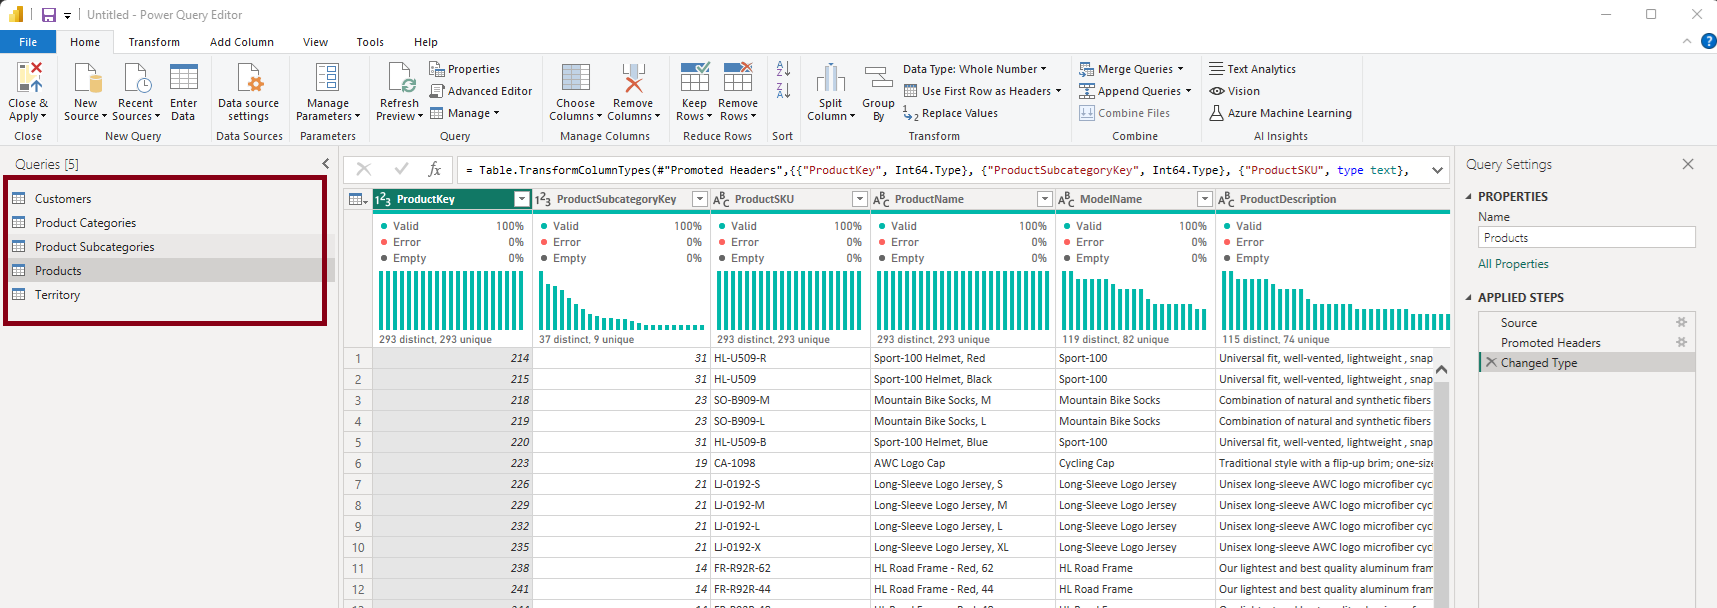 Untitled - Power Query Editor
File Home Transform Add Column View Tools Help
Close & Apply
New Source
Recent Sources
Enter Data
Data source settings
Manage Parameters
Refresh Preview
Properties
Advanced Editor
Manage
Choose Columns
Remove Columns
Keep Rows
Remove Rows
Split Column
Group By
Data Type: Whole Number
Use First Row as Headers
Replace Values
Merge Queries
Append Queries
Combine Files
Text Analytics
Vision
Azure Machine Learning
Close New Query Data Sources Parameters Query Manage Columns Reduce Rows Sort Transform Combine AI Insights
Queries [5]
Customers
Product Categories
Product Subcategories
Products
Territory
= Table.TransformColumnTypes(#"Promoted Headers",{{"ProductKey", Int64.Type}, {"ProductSubcategoryKey", Int64.Type}, {"ProductSKU", type text},
ProductKey ProductSubcategoryKey ProductSKU ProductName ModelName ProductDescription
Valid 100% Valid 100% Valid 100% Valid 100% Valid 100% Valid
Error 0% Error 0% Error 0% Error 0% Error 0% Error
Empty 0% Empty 0% Empty 0% Empty 0% Empty 0% Empty
293 distinct, 293 unique 37 distinct, 9 unique 293 distinct, 293 unique 293 distinct, 293 unique 119 distinct, 82 unique 115 distinct, 74 unique
1 214 31 HL-U509-R Sport-100 Helmet, Red Sport-100 Universal fit, well-vented, lightweight , snap
2 215 31 HL-U509 Sport-100 Helmet, Black Sport-100 Universal fit, well-vented, lightweight , snap
3 218 23 SO-B909-M Mountain Bike Socks, M Mountain Bike Socks Combination of natural and synthetic fibers
4 219 23 SO-B909-L Mountain Bike Socks, L Mountain Bike Socks Combination of natural and synthetic fibers
5 220 31 HL-U509-B Sport-100 Helmet, Blue Sport-100 Universal fit, well-vented, lightweight , snap
6 223 19 CA-1098 AWC Logo Cap Cycling Cap Traditional style with a flip-up brim; one-size
7 226 21 LJ-0192-S Long-Sleeve Logo Jersey, S Long-Sleeve Logo Jersey Unisex long-sleeve AWC logo microfiber cycl
8 229 21 LJ-0192-M Long-Sleeve Logo Jersey, M Long-Sleeve Logo Jersey Unisex long-sleeve AWC logo microfiber cycl
9 232 21 LJ-0192-L Long-Sleeve Logo Jersey, L Long-Sleeve Logo Jersey Unisex long-sleeve AWC logo microfiber cycl
10 235 21 LJ-0192-X Long-Sleeve Logo Jersey, XL Long-Sleeve Logo Jersey Unisex long-sleeve AWC logo microfiber cycl
11 238 14 FR-R92R-62 HL Road Frame - Red, 62 HL Road Frame Our lightest and best quality aluminum fram
12 241 14 FR-R92R-44 HL Road Frame - Red, 44 HL Road Frame Our lightest and best quality aluminum fram
Query Settings
PROPERTIES
Name
Products
All Properties
APPLIED STEPS
Source
Promoted Headers
Changed Type